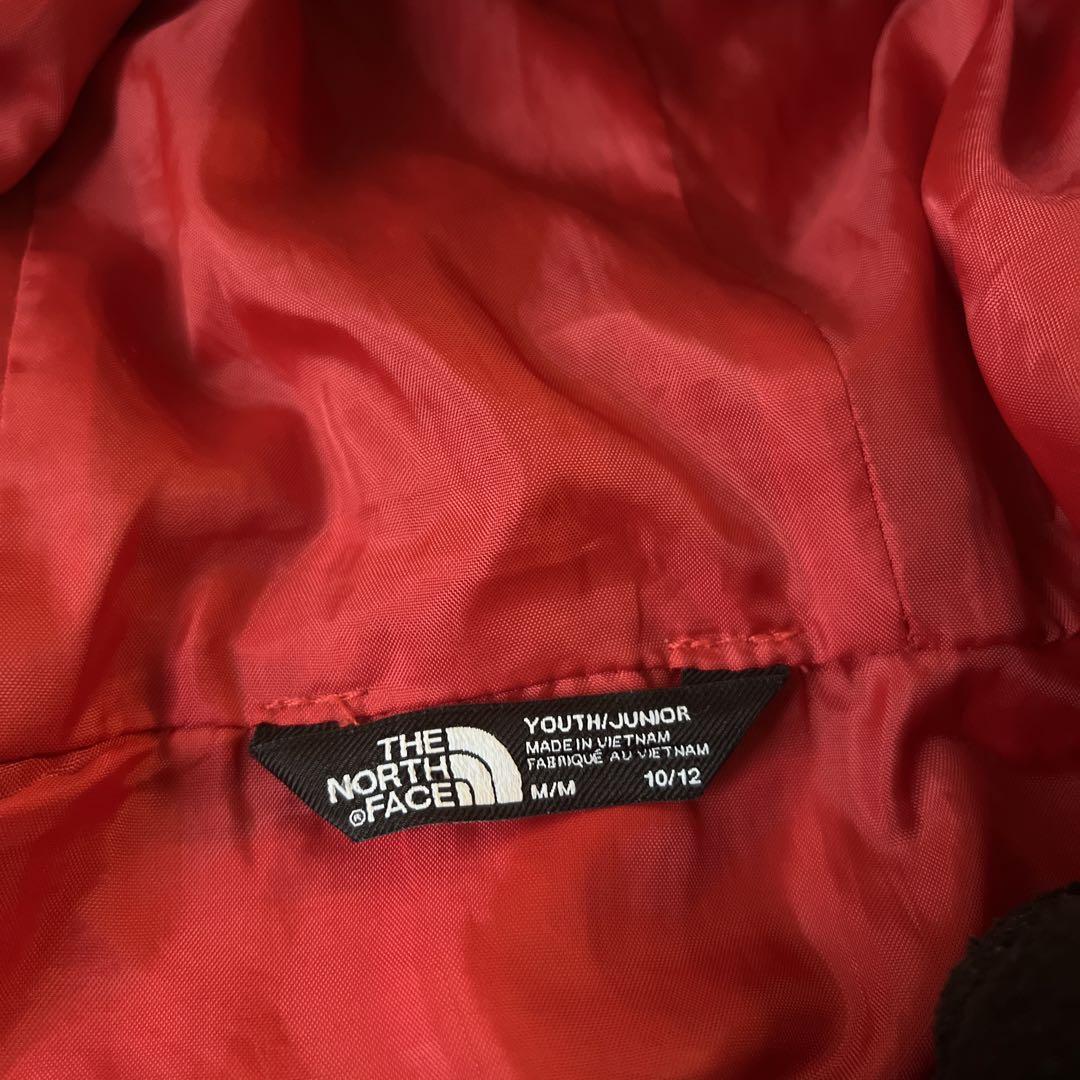 THE
NORTH
®FACE
YOUTH/JUNIOR
MADE IN VIETNAM
FABRIQUÉ AU VIETNAM
M/M 10/12